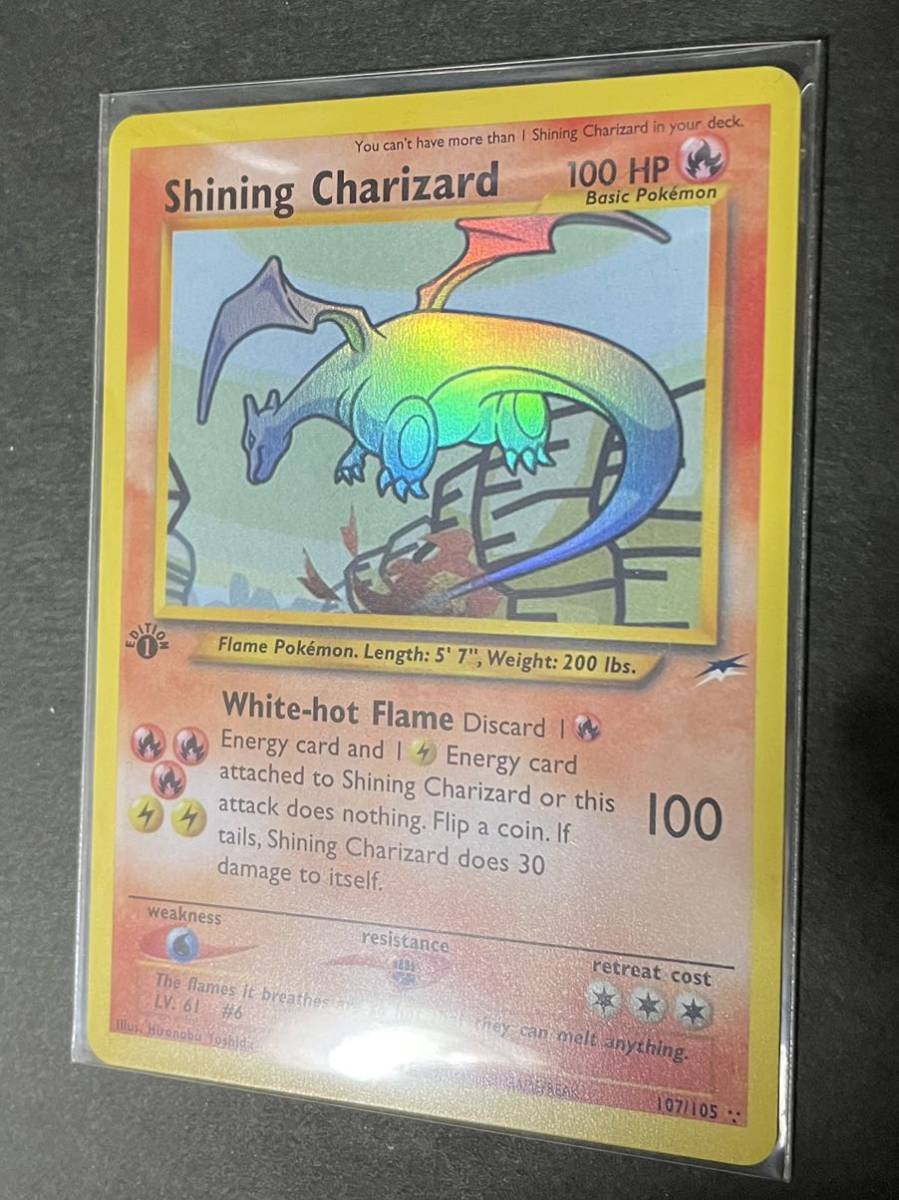 You can't have more than 1 Shining Charizard in your deck.
Shining Charizard 100 HP
Basic Pokémon
EDITION
1
Flame Pokémon. Length: 5' 7", Weight: 200 lbs.
White-hot Flame Discard 1
Energy card and 1 Energy card
attached to Shining Charizard or this
attack does nothing. Flip a coin. If
tails, Shining Charizard does 30
damage to itself.
100
weakness
resistance
retreat cost
The flames it breathes they can melt anything.
LV. 61 #6
Illus. Hironobu Yoshida
107/105